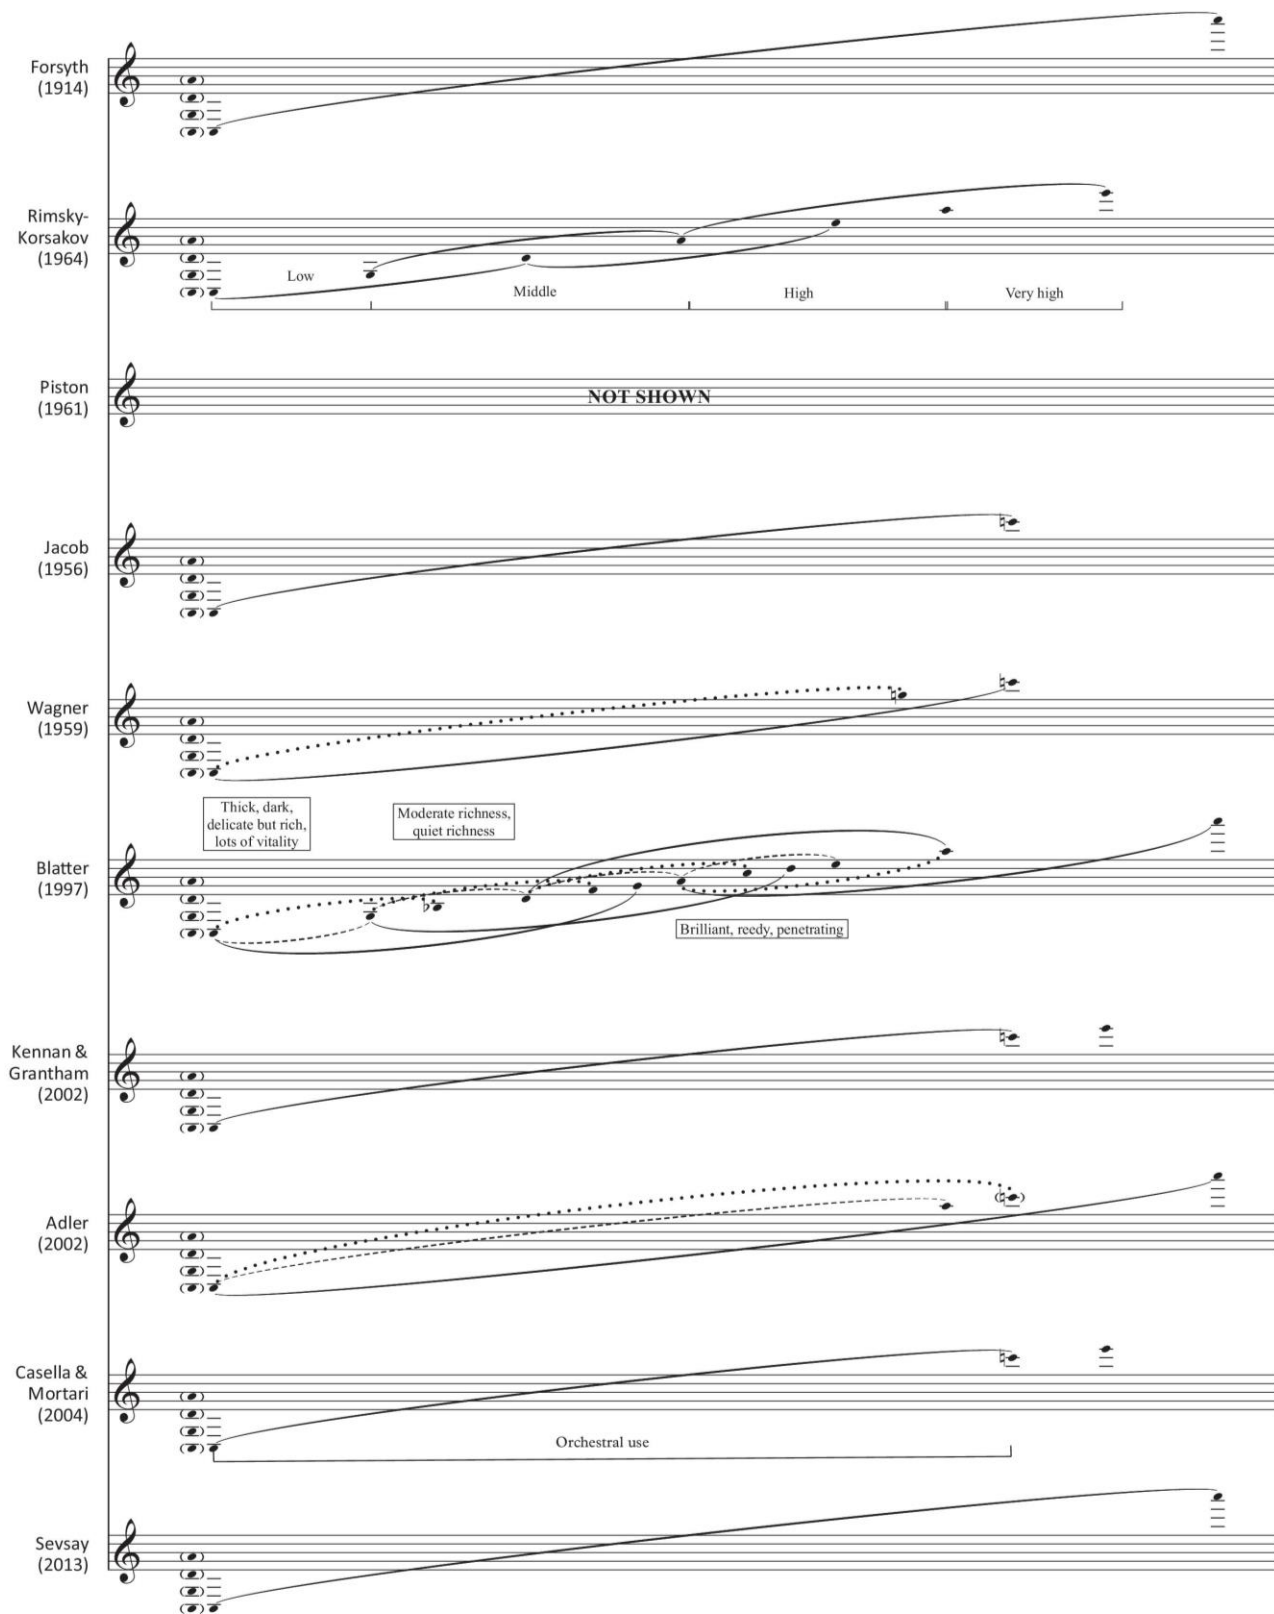 Forsyth
(1914)
Rimsky-
Korsakov
(1964)
Low
Middle
High
Very high
Piston
(1961)
NOT SHOWN
Jacob
(1956)
Wagner
(1959)
Thick, dark,
delicate but rich,
lots of vitality
Moderate richness,
quiet richness
Blatter
(1997)
Brilliant, reedy, penetrating
Kennan &
Grantham
(2002)
Adler
(2002)
Casella &
Mortari
(2004)
Orchestral use
Sevsay
(2013)